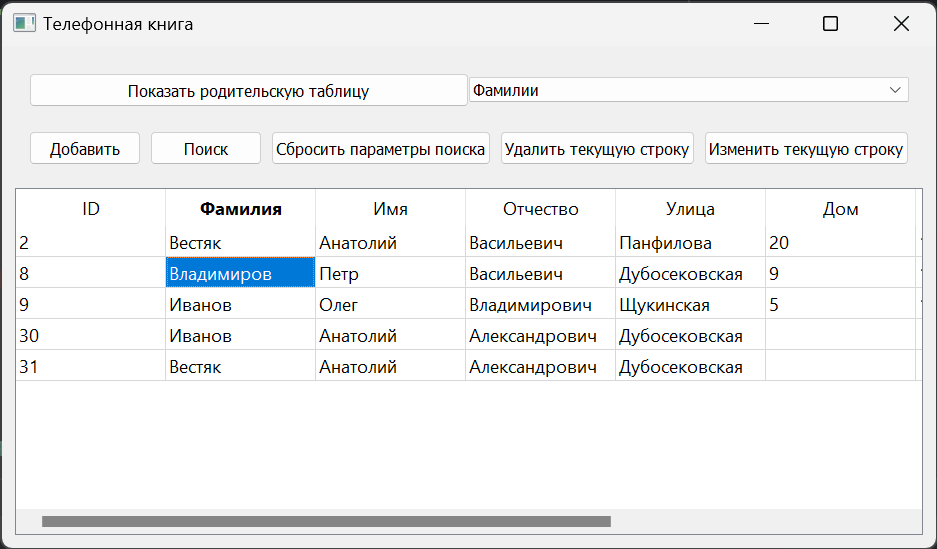 Телефонная книга
Показать родительскую таблицу Фамилии
Добавить Поиск Сбросить параметры поиска Удалить текущую строку Изменить текущую строку
ID Фамилия Имя Отчество Улица Дом
2 Вестяк Анатолий Васильевич Панфилова 20
8 Владимиров Петр Васильевич Дубосековская 9
9 Иванов Олег Владимирович Щукинская 5
30 Иванов Анатолий Александрович Дубосековская
31 Вестяк Анатолий Александрович Дубосековская